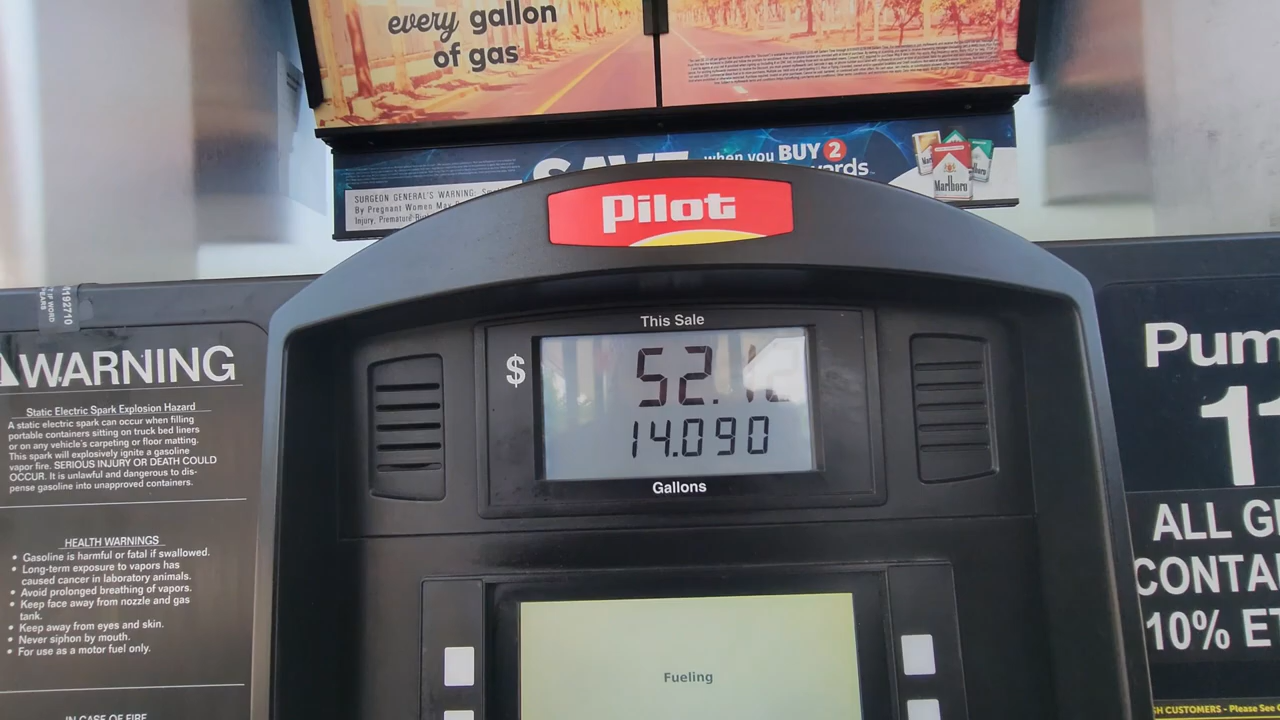 every gallon
of gas
SAVE when you BUY 2
Marlboro
SURGEON GENERAL'S WARNING:
By Pregnant Women May
Injury, Premature
Pilot
This Sale
$ 52.
14.090
Gallons
Fueling
WARNING
Static Electric Spark Explosion Hazard
A static electric spark can occur when filling
portable containers sitting on truck bed liners
or on any vehicle's carpeting or floor matting.
This spark will explosively ignite a gasoline
vapor fire. SERIOUS INJURY OR DEATH COULD
OCCUR. It is unlawful and dangerous to dis-
pense gasoline into unapproved containers.
HEALTH WARNINGS
• Gasoline is harmful or fatal if swallowed.
• Long-term exposure to vapors has
caused cancer in laboratory animals.
• Avoid prolonged breathing of vapors.
• Keep face away from nozzle and gas
tank.
• Keep away from eyes and skin.
• Never siphon by mouth.
• For use as a motor fuel only.
IN CASE OF FIRE
Pum
11
ALL G
CONTA
10% ET
H CUSTOMERS - Please See